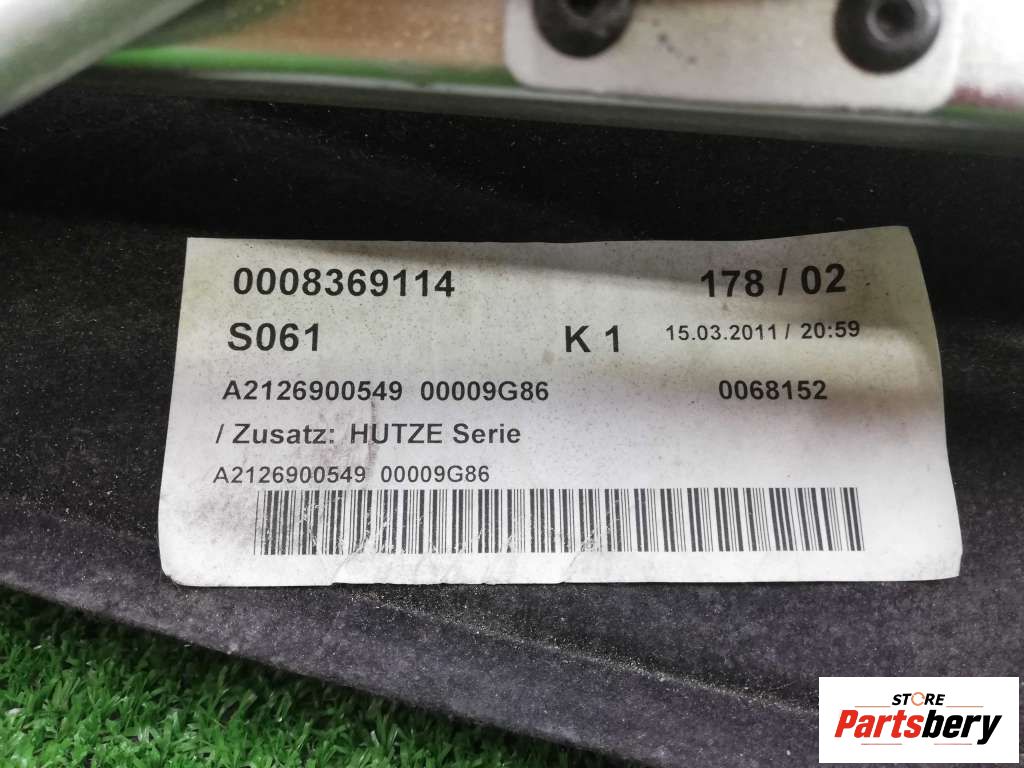 0008369114 178 / 02
S061 K 1 15.03.2011 / 20:59
A2126900549 00009G86 0068152
/ Zusatz: HUTZE Serie
A2126900549 00009G86
STORE
Partsbery